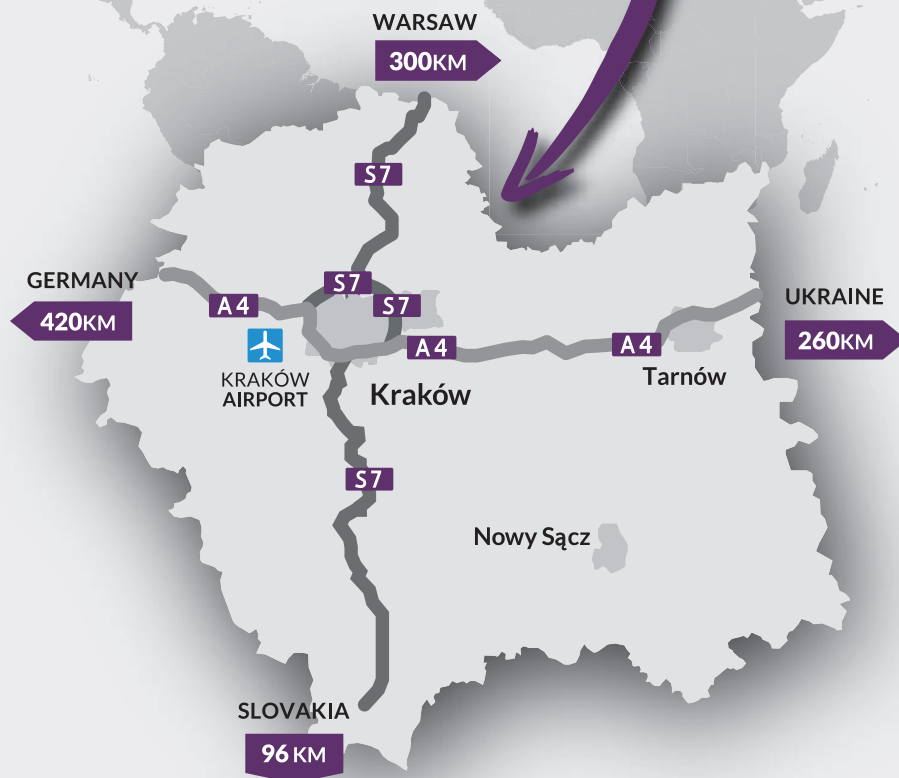 WARSAW
300KM
S7
GERMANY
420KM
A4
S7
S7
UKRAINE
260KM
A4
A4
KRAKÓW
AIRPORT
Kraków
Tarnów
S7
Nowy Sącz
SLOVAKIA
96 KM